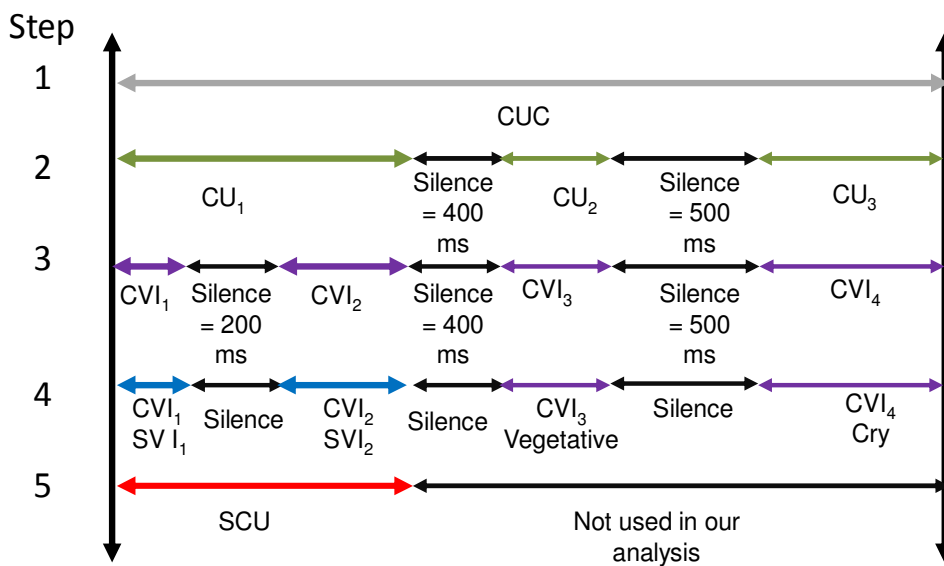 Step
1
CUC
2
CU₁
Silence
= 400
ms
CU₂
Silence
= 500
ms
CU₃
3
CVI₁
Silence
= 200
ms
CVI₂
Silence
= 400
ms
CVI₃
Silence
= 500
ms
CVI₄
4
CVI₁
SV I₁
Silence
CVI₂
SVI₂
Silence
CVI₃
Vegetative
Silence
CVI₄
Cry
5
SCU
Not used in our
analysis